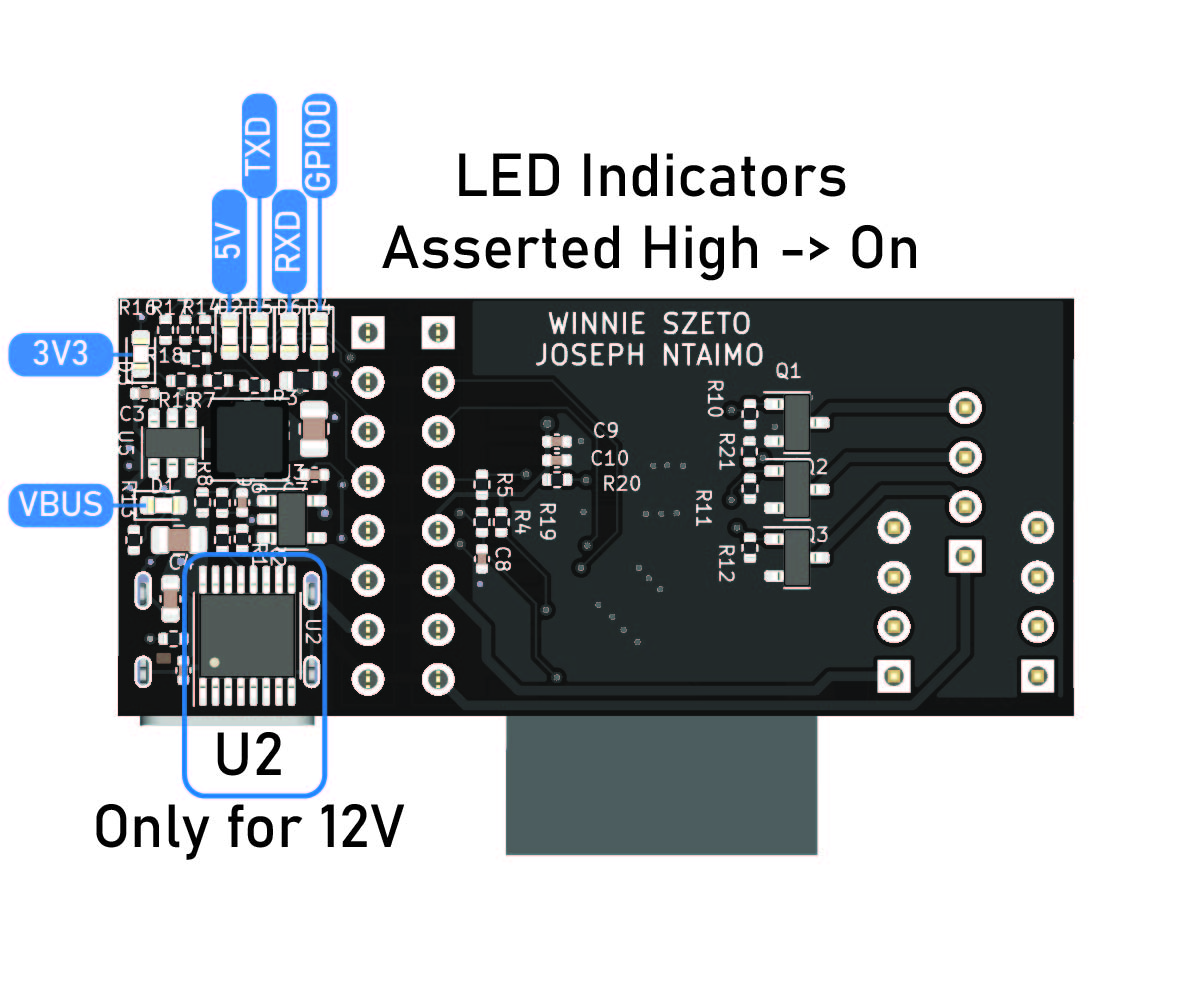 TXD
GPIO0
5V
RXD
LED Indicators
Asserted High -> On
R16
R17
R14
D2
D5
D6
D4
WINNIE SZETO
JOSEPH NTAIMO
3V3
R18
Q1
R3
R10
C3
R15
R7
C9
U5
R21
C10
Q2
R8
R5
R20
D1
VBUS
R13
R4
R19
R11
Q3
C8
R12
R1
U2
U2
Only for 12V